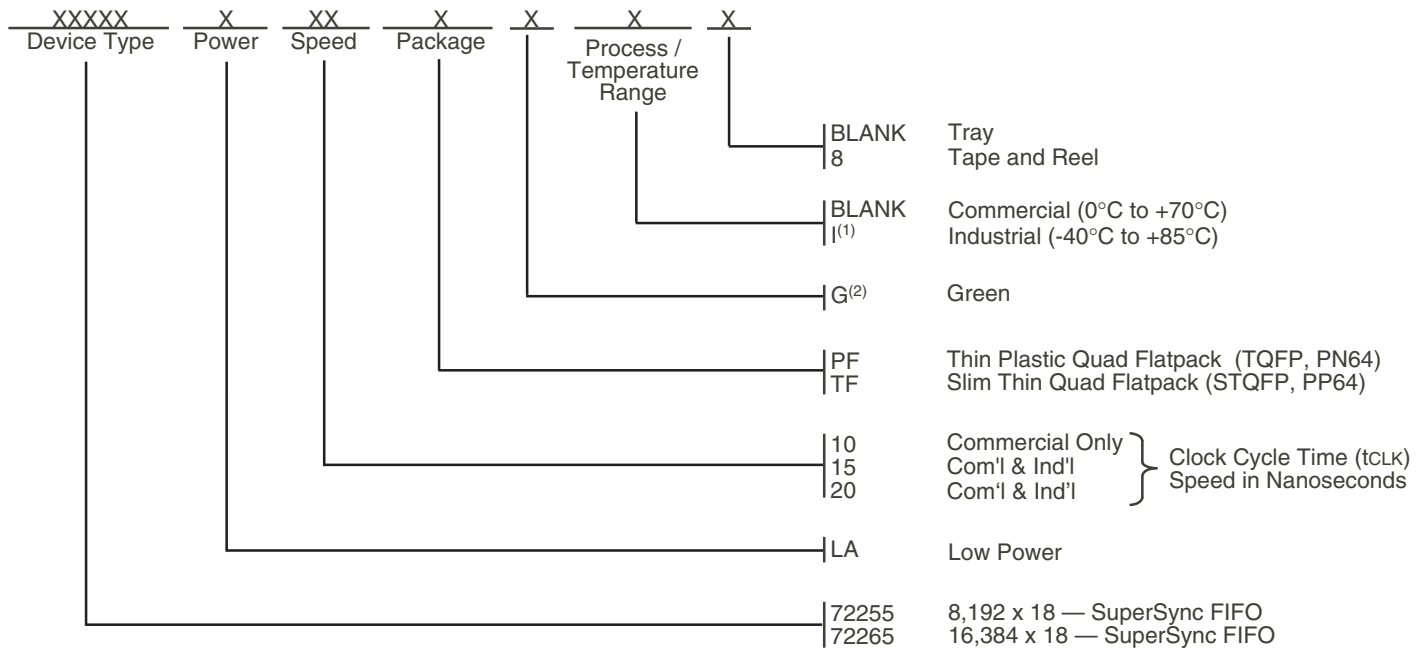 XXXXX X XX X X X X
Device Type Power Speed Package Process / Temperature Range
BLANK Tray
8 Tape and Reel
BLANK Commercial (0°C to +70°C)
I(1) Industrial (-40°C to +85°C)
G(2) Green
PF Thin Plastic Quad Flatpack (TQFP, PN64)
TF Slim Thin Quad Flatpack (STQFP, PP64)
10 Commercial Only
15 Com'l & Ind'l
20 Com‘l & Ind’l
Clock Cycle Time (tCLK)
Speed in Nanoseconds
LA Low Power
72255 8,192 x 18 — SuperSync FIFO
72265 16,384 x 18 — SuperSync FIFO